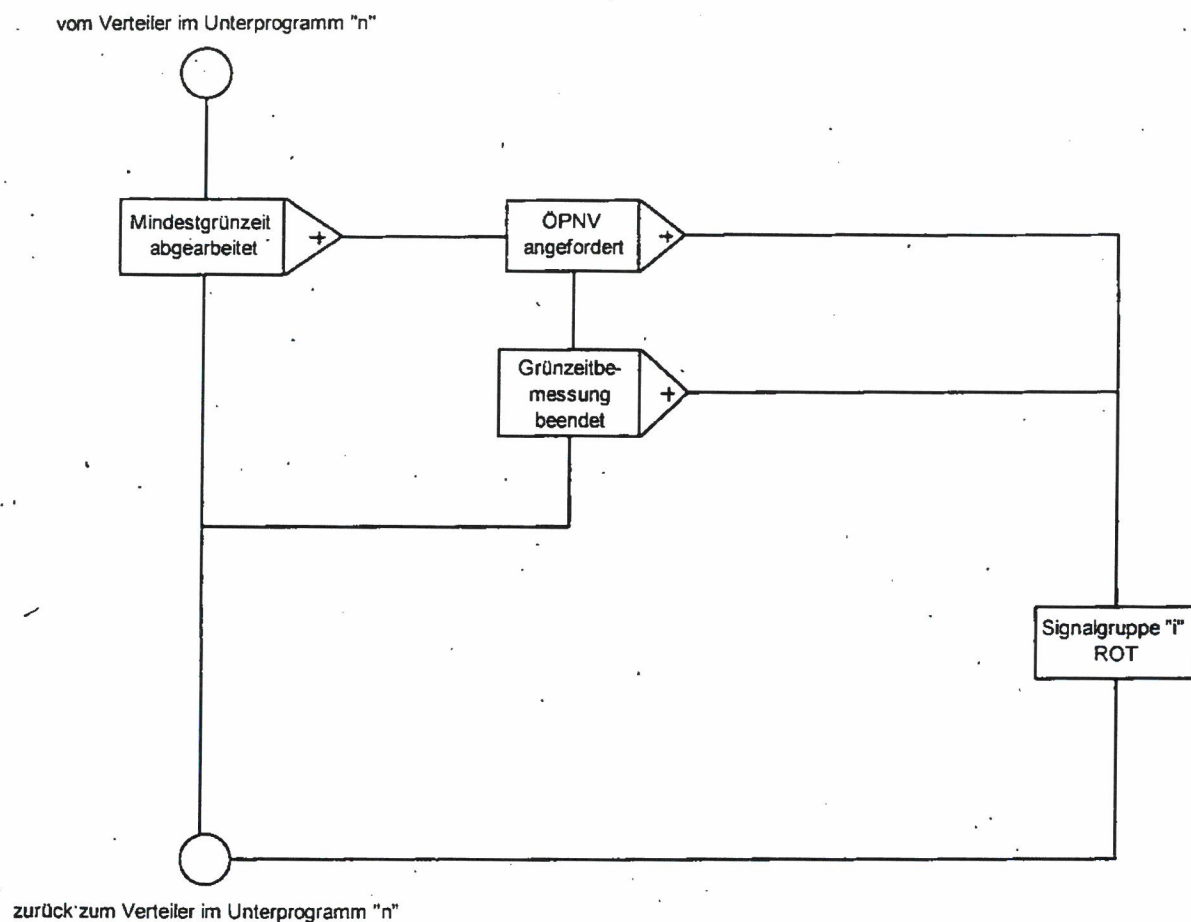 vom Verteiler im Unterprogramm "n"
Mindestgrünzeit
abgearbeitet
+
ÖPNV
angefordert
+
Grünzeitbe-
messung
beendet
+
Signalgruppe "i"
ROT
zurück zum Verteiler im Unterprogramm "n"